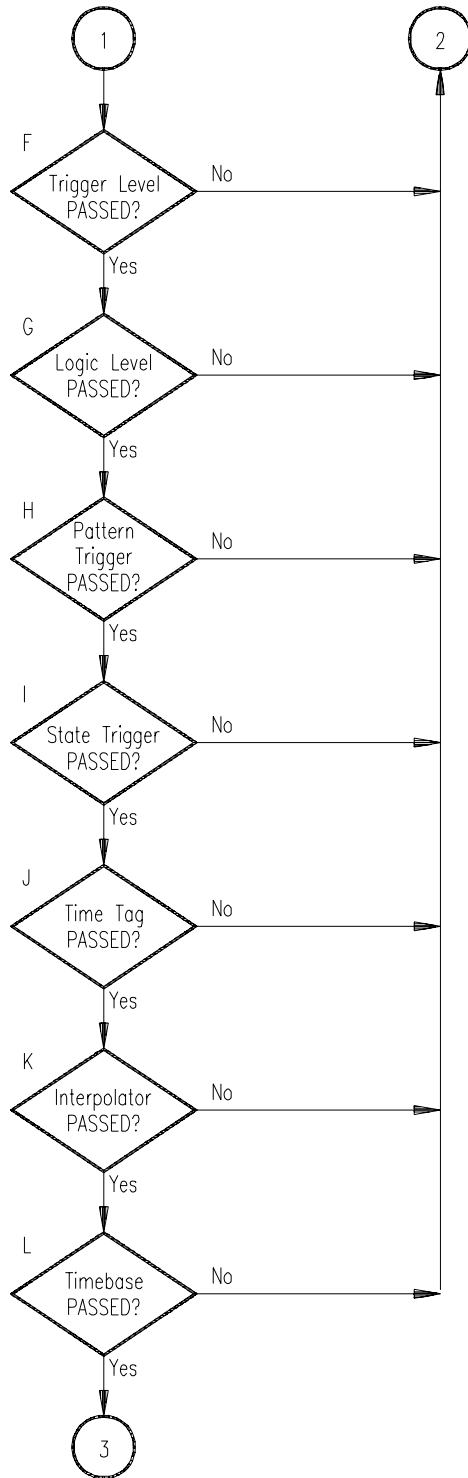 1
2
F
Trigger Level
PASSED?
No
Yes
G
Logic Level
PASSED?
No
Yes
H
Pattern
Trigger
PASSED?
No
Yes
I
State Trigger
PASSED?
No
Yes
J
Time Tag
PASSED?
No
Yes
K
Interpolator
PASSED?
No
Yes
L
Timebase
PASSED?
No
Yes
3